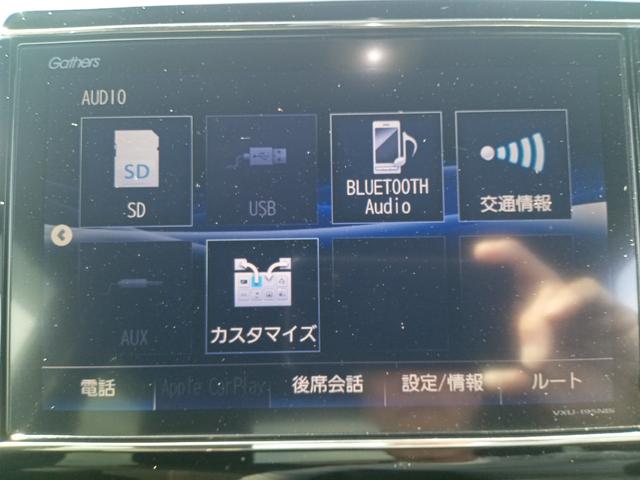 Gathers
AUDIO
SD
SD
USB
BLUETOOTH
Audio
交通情報
AUX
カスタマイズ
電話
Apple CarPlay
後席会話
設定/情報
ルート
VXU-195NBi